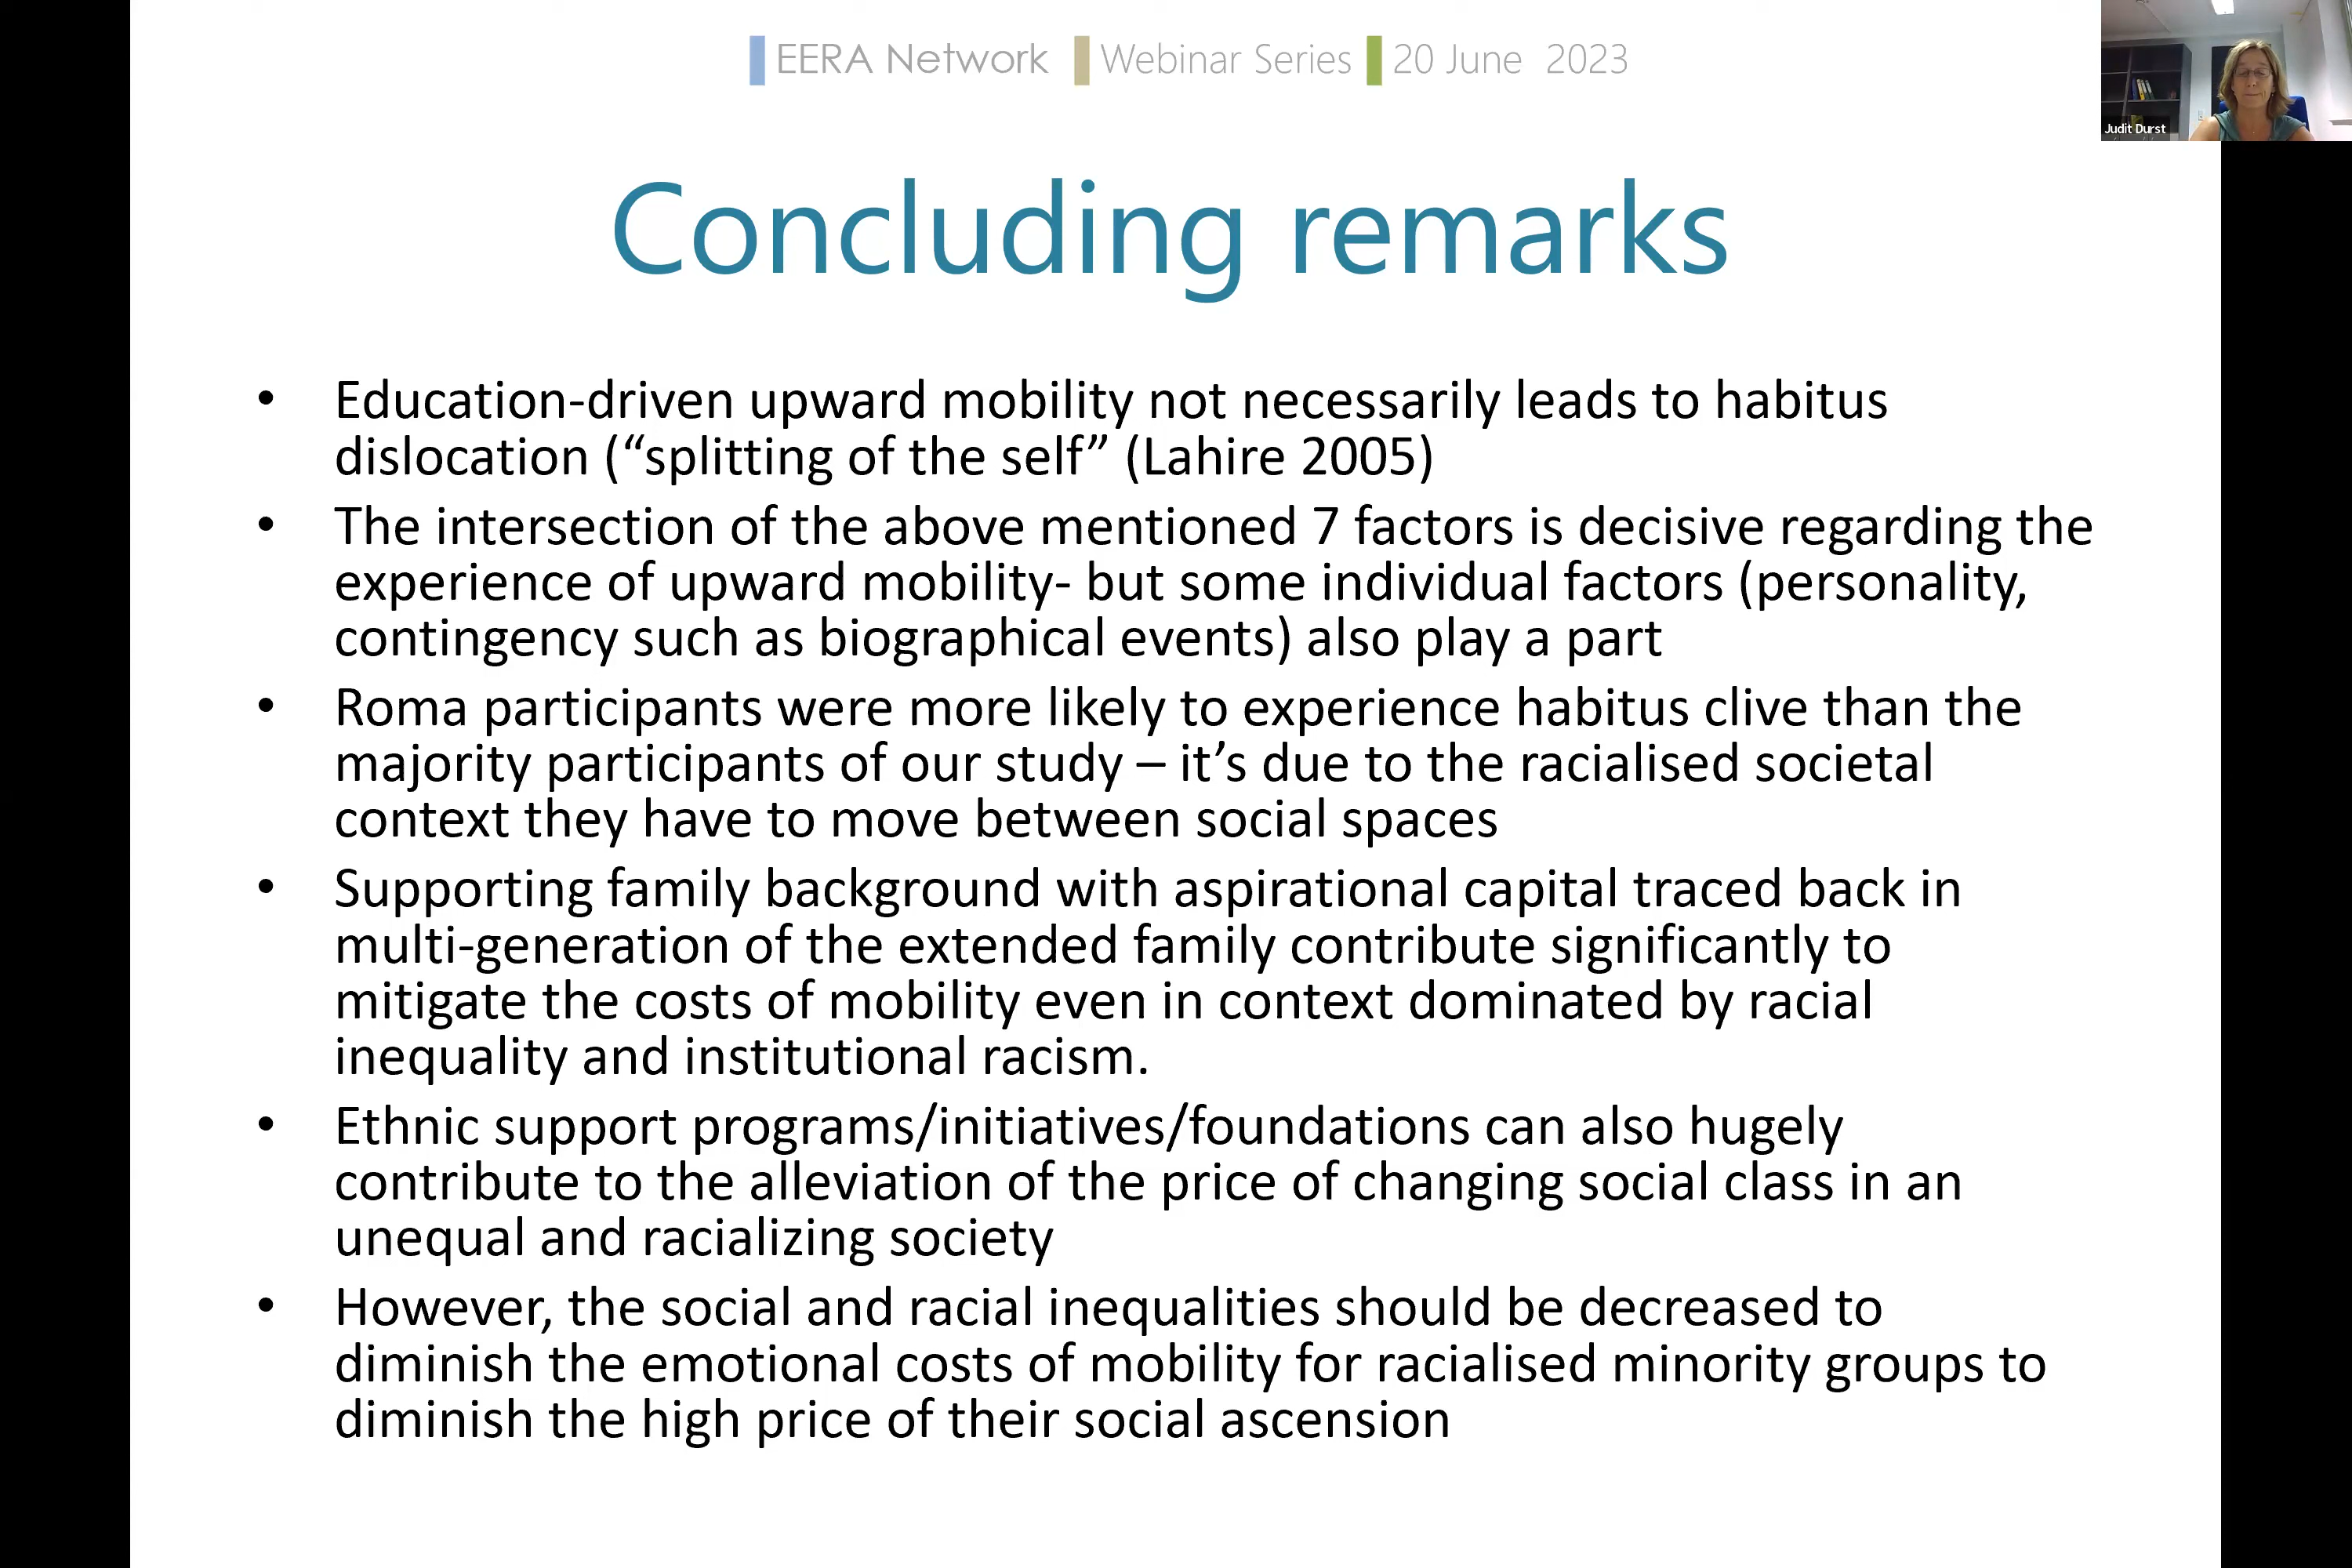 EERA Network Webinar Series 20 June 2023
Judit Durst
Concluding remarks
• Education-driven upward mobility not necessarily leads to habitus
dislocation (“splitting of the self” (Lahire 2005)
• The intersection of the above mentioned 7 factors is decisive regarding the
experience of upward mobility- but some individual factors (personality,
contingency such as biographical events) also play a part
• Roma participants were more likely to experience habitus clive than the
majority participants of our study – it’s due to the racialised societal
context they have to move between social spaces
• Supporting family background with aspirational capital traced back in
multi-generation of the extended family contribute significantly to
mitigate the costs of mobility even in context dominated by racial
inequality and institutional racism.
• Ethnic support programs/initiatives/foundations can also hugely
contribute to the alleviation of the price of changing social class in an
unequal and racializing society
• However, the social and racial inequalities should be decreased to
diminish the emotional costs of mobility for racialised minority groups to
diminish the high price of their social ascension